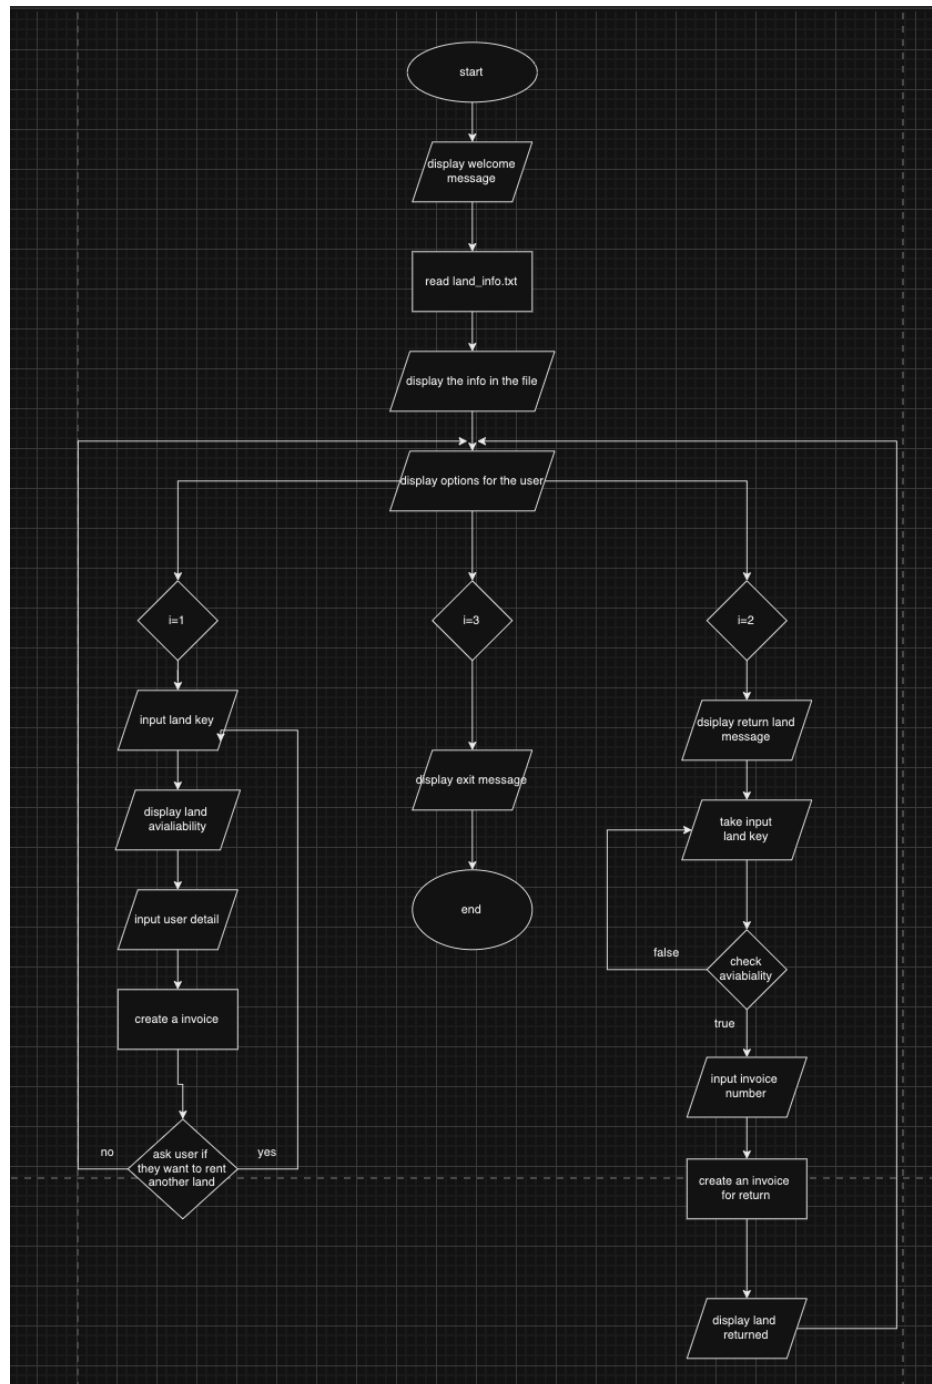 start
display welcome
message
read land_info.txt
display the info in the file
display options for the user
i=1
i=3
i=2
input land key
dsiplay return land
message
display exit message
display land
avialiability
take input
land key
input user detail
end
false
check
aviabiality
create a invoice
true
input invoice
number
no
ask user if
they want to rent
another land
yes
create an invoice
for return
display land
returned